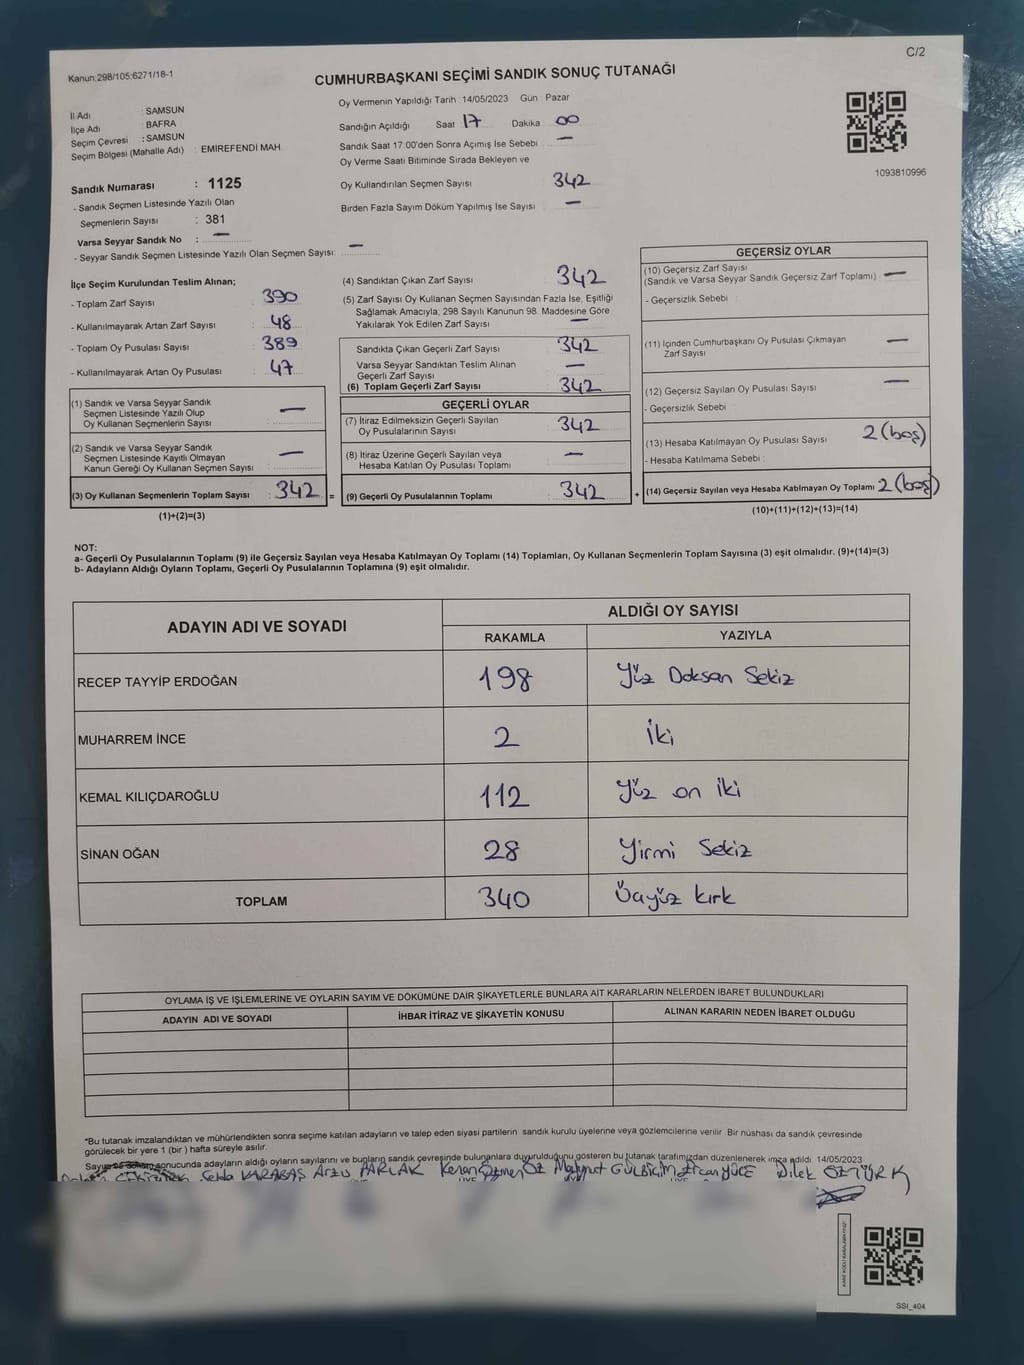 C/2
Kanun:298/105:6271/18-1
CUMHURBAŞKANI SEÇİMİ SANDIK SONUÇ TUTANAĞI
İl Adı : SAMSUN
İlçe Adı : BAFRA
Seçim Çevresi : SAMSUN
Seçim Bölgesi (Mahalle Adı) : EMIREFENDI MAH.
Oy Vermenin Yapıldığı Tarih : 14/05/2023 Gün : Pazar
Sandığın Açıldığı Saat 17 Dakika 00
Sandık Saat 17:00'den Sonra Açımış İse Sebebi —
Oy Verme Saati Bitiminde Sırada Bekleyen ve
Oy Kullandırılan Seçmen Sayısı 342
Birden Fazla Sayım Döküm Yapılmış İse Sayısı —
1093810996
Sandık Numarası : 1125
- Sandık Seçmen Listesinde Yazılı Olan
Seçmenlerin Sayısı : 381
Varsa Seyyar Sandık No : —
- Seyyar Sandık Seçmen Listesinde Yazılı Olan Seçmen Sayısı: —
İlçe Seçim Kurulundan Teslim Alınan;
- Toplam Zarf Sayısı : 390
- Kullanılmayarak Artan Zarf Sayısı : 48
- Toplam Oy Pusulası Sayısı : 389
- Kullanılmayarak Artan Oy Pusulası : 47
(1) Sandık ve Varsa Seyyar Sandık
Seçmen Listesinde Yazılı Olup
Oy Kullanan Seçmenlerin Sayısı : —
(2) Sandık ve Varsa Seyyar Sandık
Seçmen Listesinde Kayıtlı Olmayan
Kanun Gereği Oy Kullanan Seçmen Sayısı : —
(3) Oy Kullanan Seçmenlerin Toplam Sayısı : 342 =
(1)+(2)=(3)
(4) Sandıktan Çıkan Zarf Sayısı 342
(5) Zarf Sayısı Oy Kullanan Seçmen Sayısından Fazla İse, Eşitliği
Sağlamak Amacıyla; 298 Sayılı Kanunun 98. Maddesine Göre
Yakılarak Yok Edilen Zarf Sayısı —
Sandıkta Çıkan Geçerli Zarf Sayısı 342
Varsa Seyyar Sandıktan Teslim Alınan
Geçerli Zarf Sayısı —
(6) Toplam Geçerli Zarf Sayısı 342
GEÇERLİ OYLAR
(7) İtiraz Edilmeksizin Geçerli Sayılan
Oy Pusulalarının Sayısı 342
(8) İtiraz Üzerine Geçerli Sayılan veya
Hesaba Katılan Oy Pusulası Toplamı —
(9) Geçerli Oy Pusulalarının Toplamı 342 +
GEÇERSİZ OYLAR
(10) Geçersiz Zarf Sayısı
(Sandık ve Varsa Seyyar Sandık Geçersiz Zarf Toplamı) —
- Geçersizlik Sebebi :
(11) İçinden Cumhurbaşkanı Oy Pusulası Çıkmayan
Zarf Sayısı —
(12) Geçersiz Sayılan Oy Pusulası Sayısı —
- Geçersizlik Sebebi
(13) Hesaba Katılmayan Oy Pusulası Sayısı 2 (boş)
- Hesaba Katılmama Sebebi :
(14) Geçersiz Sayılan veya Hesaba Katılmayan Oy Toplamı 2 (boş)
(10)+(11)+(12)+(13)=(14)
NOT:
a- Geçerli Oy Pusulalarının Toplamı (9) ile Geçersiz Sayılan veya Hesaba Katılmayan Oy Toplamı (14) Toplamları, Oy Kullanan Seçmenlerin Toplam Sayısına (3) eşit olmalıdır. (9)+(14)=(3)
b- Adayların Aldığı Oyların Toplamı, Geçerli Oy Pusulalarının Toplamına (9) eşit olmalıdır.
ADAYIN ADI VE SOYADI
ALDIĞI OY SAYISI
RAKAMLA YAZIYLA
RECEP TAYYİP ERDOĞAN 198 Yüz Doksan Sekiz
MUHARREM İNCE 2 İki
KEMAL KILIÇDAROĞLU 112 Yüz on iki
SİNAN OĞAN 28 Yirmi Sekiz
TOPLAM 340 Üçyüz kırk
OYLAMA İŞ VE İŞLEMLERİNE VE OYLARIN SAYIM VE DÖKÜMÜNE DAİR ŞİKAYETLERLE BUNLARA AİT KARARLARIN NELERDEN İBARET BULUNDUKLARI
ADAYIN ADI VE SOYADI İHBAR İTİRAZ VE ŞİKAYETİN KONUSU ALINAN KARARIN NEDEN İBARET OLDUĞU
*Bu tutanak imzalandıktan ve mühürlendikten sonra seçime katılan adayların ve talep eden siyasi partilerin sandık kurulu üyelerine veya gözlemcilerine verilir. Bir nüshası da sandık çevresinde
görülecek bir yere 1 (bir ) hafta süreyle asılır.
Sayım sonucunda adayların aldığı oyların sayılarını ve bunların sandık çevresinde bulunanlara duyurulduğunu gösteren bu tutanak tarafımızdan düzenlenerek imza edildi. 14/05/2023
Selda KARABAŞ Arzu PARLAK Kenan ÖZ Mahmut Ercan YÜCE Dilek ÖZTÜRK
KARE KODU KARALAMAYINIZ!
SSI_404